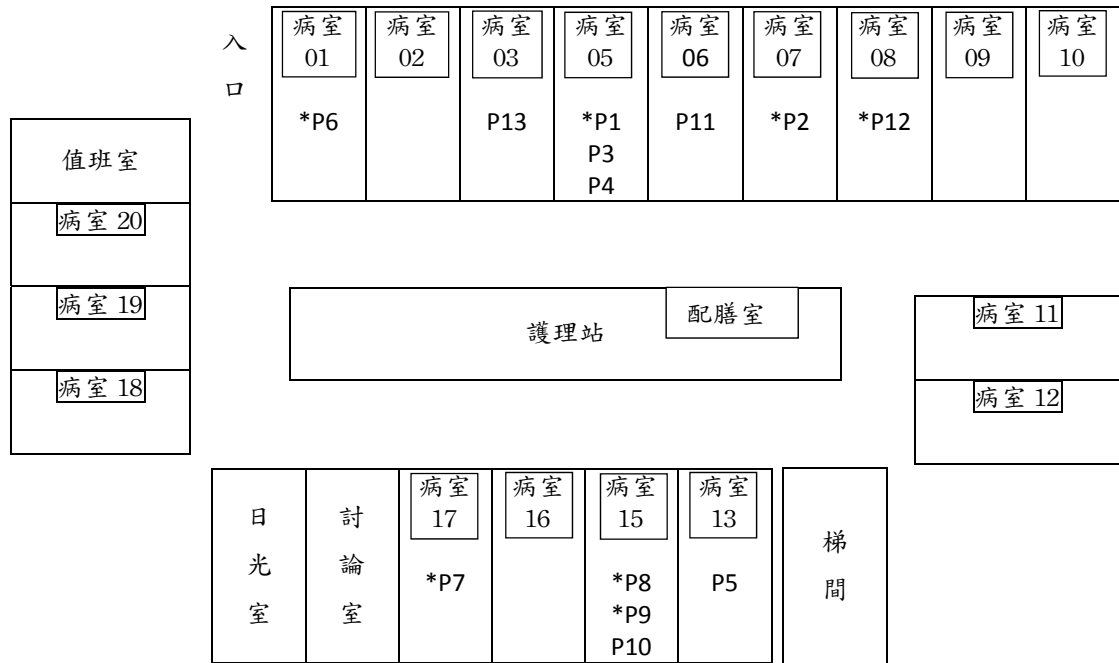 入
口
病室
01
*P6
病室
02
病室
03
P13
病室
05
*P1
P3
P4
病室
06
P11
病室
07
*P2
病室
08
*P12
病室
09
病室
10
值班室
病室 20
病室 19
病室 18
護理站
配膳室
病室 11
病室 12
日
光
室
討
論
室
病室
17
*P7
病室
16
病室
15
*P8
*P9
P10
病室
13
P5
梯
間